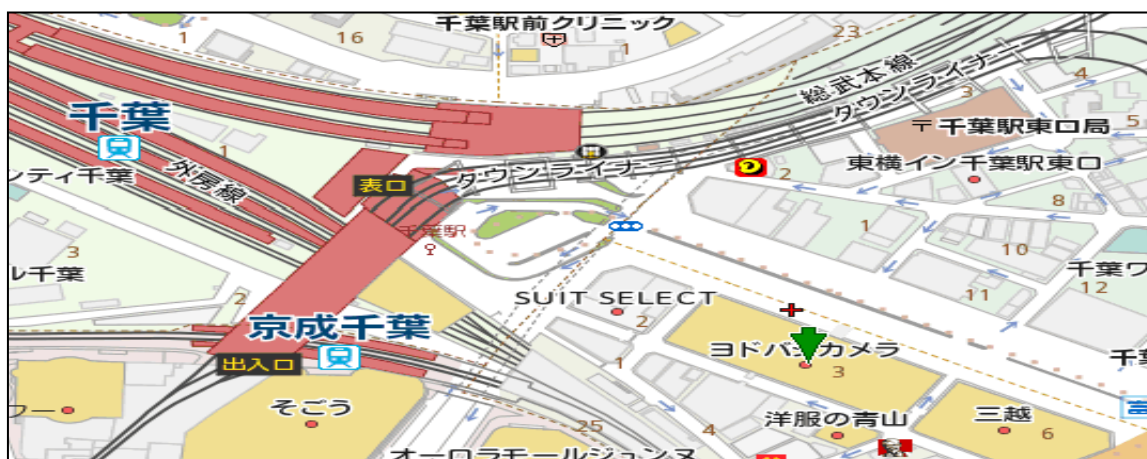 千葉駅前クリニック
1
16
1
23
総武本線
タウンライナー
4
3
千葉
〒千葉駅東口局
5
1
外房線
タウンライナー
東横イン千葉駅東口
ンティ千葉
表口
2
8
千葉駅
1
10
3
ル千葉
千葉ワ
12
2
11
SUIT SELECT
2
京成千葉
出入口
ヨドバシカメラ
3
1
千葉
そごう
洋服の青山
三越
ワー
25
4
6
オーロラモールジュンヌ